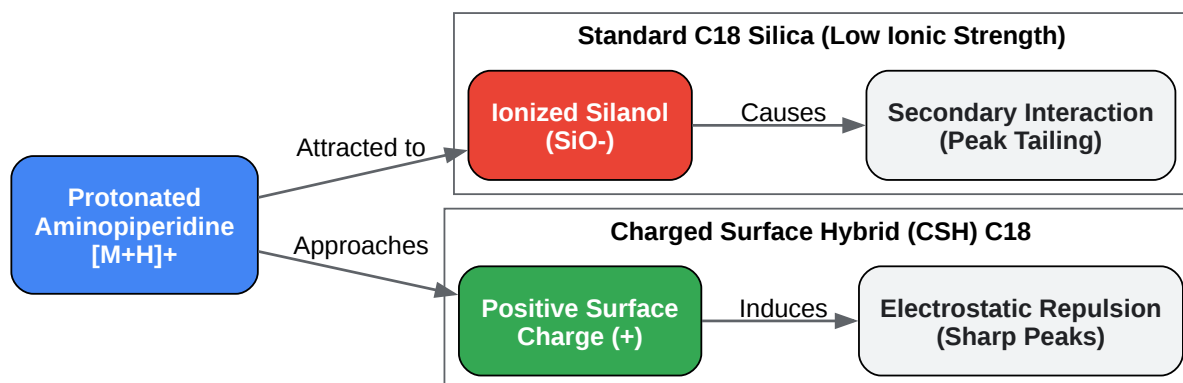 Standard C18 Silica (Low Ionic Strength)
Ionized Silanol
(SiO-)
Causes
Secondary Interaction
(Peak Tailing)
Attracted to
Protonated
Aminopiperidine
[M+H]+
Approaches
Charged Surface Hybrid (CSH) C18
Positive Surface
Charge (+)
Induces
Electrostatic Repulsion
(Sharp Peaks)